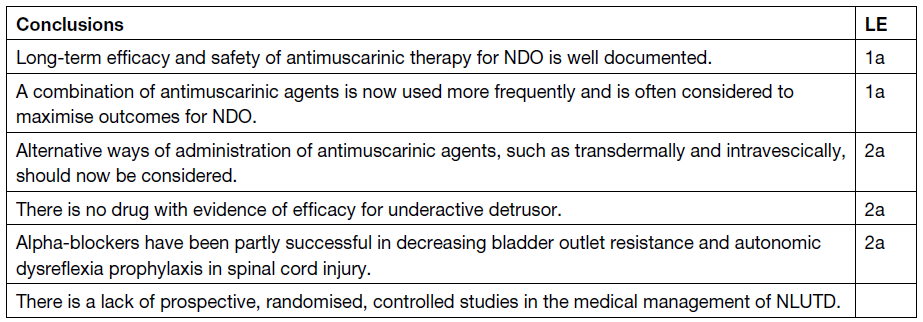 Conclusions LE
Long-term efficacy and safety of antimuscarinic therapy for NDO is well documented. 1a
A combination of antimuscarinic agents is now used more frequently and is often considered to 1a
maximise outcomes for NDO.
Alternative ways of administration of antimuscarinic agents, such as transdermally and intravescically, 2a
should now be considered.
There is no drug with evidence of efficacy for underactive detrusor. 2a
Alpha-blockers have been partly successful in decreasing bladder outlet resistance and autonomic 2a
dysreflexia prophylaxis in spinal cord injury.
There is a lack of prospective, randomised, controlled studies in the medical management of NLUTD.